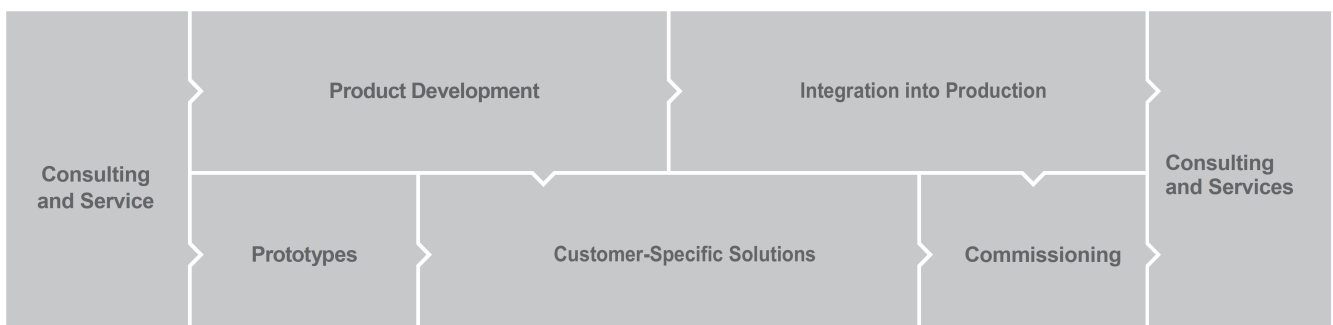 Consulting
and Service
Product Development
Integration into Production
Prototypes
Customer-Specific Solutions
Commissioning
Consulting
and Services